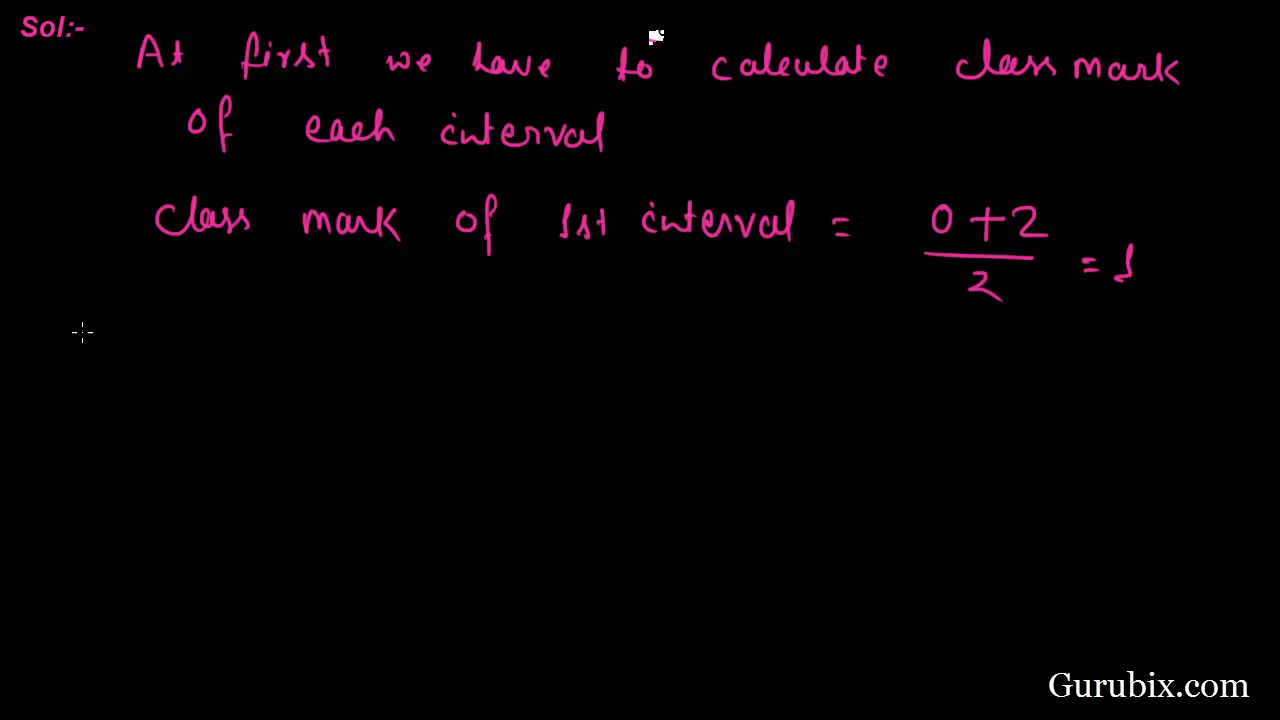 Sol:-
At first we have to calculate class mark
of each interval
Class mark of 1st interval = 0+2/2 = 1
Gurubix.com